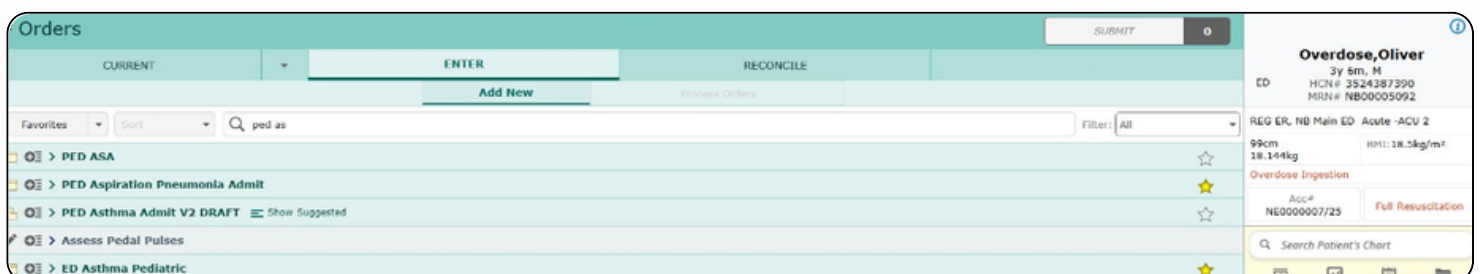 Orders
SUBMIT 0
CURRENT ENTER RECONCILE
Add New Process Orders
Favorites Sort ped as Filter: All
PED ASA
PED Aspiration Pneumonia Admit
PED Asthma Admit V2 DRAFT Show Suggested
Assess Pedal Pulses
ED Asthma Pediatric
Overdose,Oliver
3y 6m, M
ED HCN# 3524387390
MRN# NB00005092
REG ER, NB Main ED Acute -ACU 2
99cm BMI: 18.5kg/m²
18.144kg
Overdose Ingestion
Acc#
NE0000007/25 Full Resuscitation
Search Patient's Chart